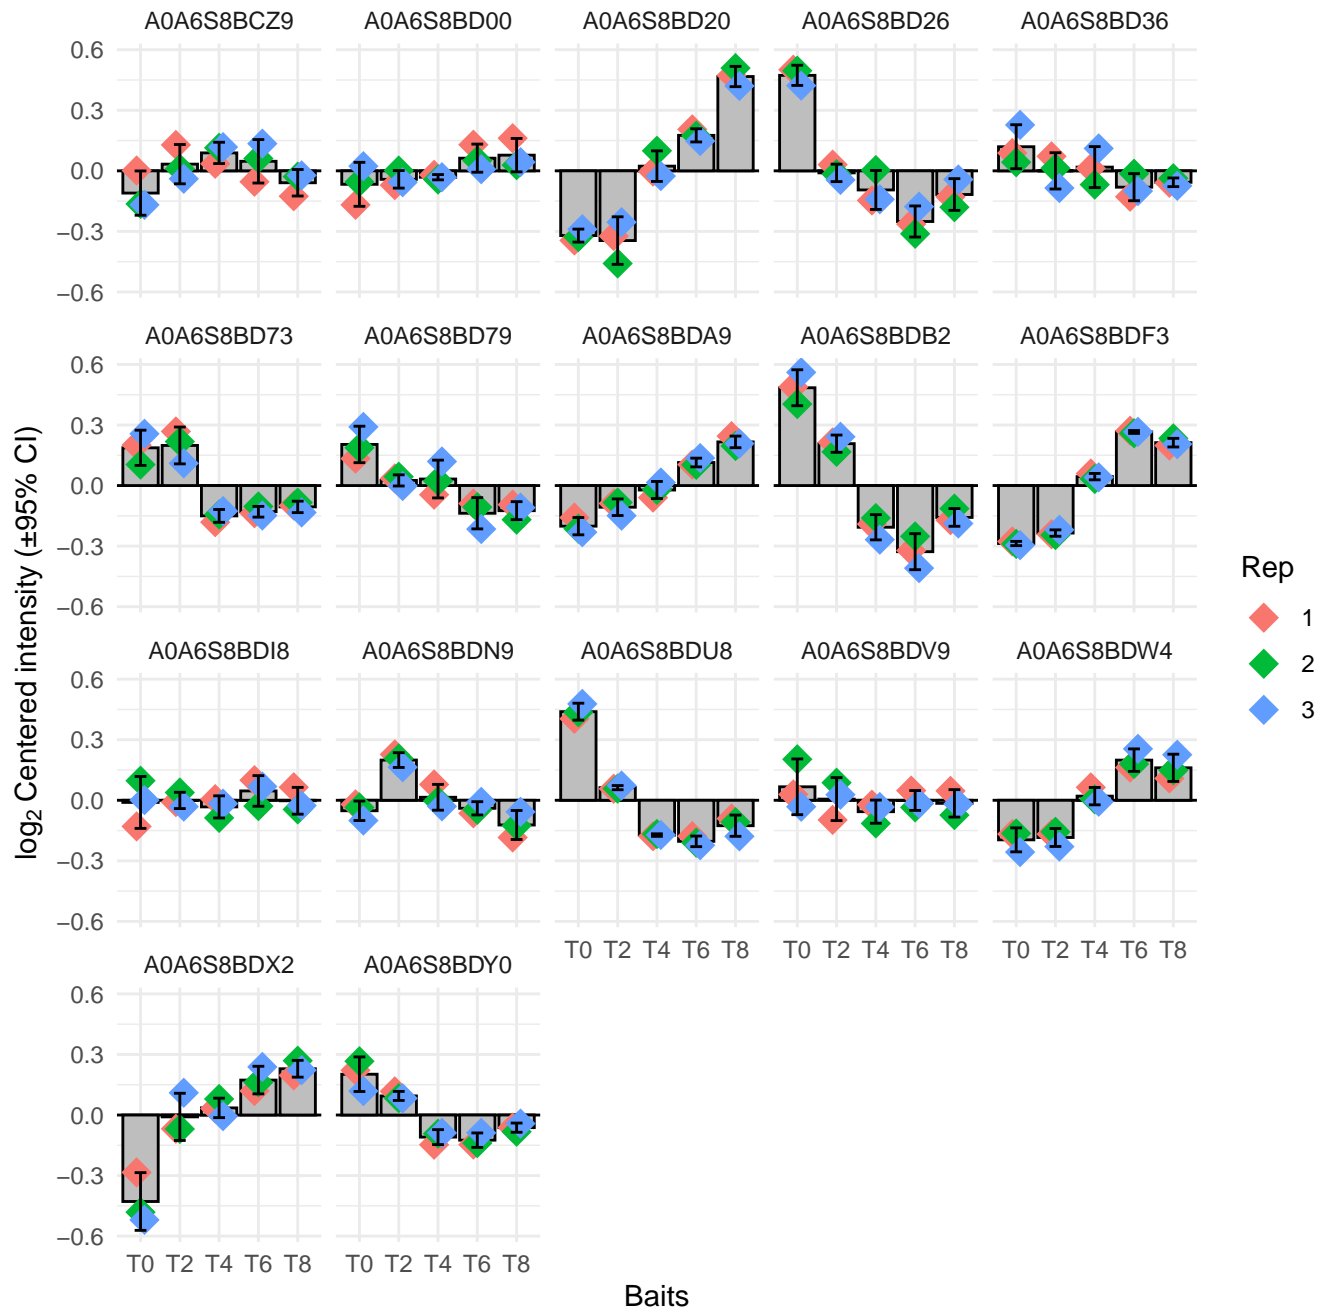 A0A6S8BCZ9 A0A6S8BD00 A0A6S8BD20 A0A6S8BD26 A0A6S8BD36
0.6
0.3
0.0
−0.3
−0.6
A0A6S8BD73 A0A6S8BD79 A0A6S8BDA9 A0A6S8BDB2 A0A6S8BDF3
0.6
0.3
0.0
−0.3
−0.6
A0A6S8BDI8 A0A6S8BDN9 A0A6S8BDU8 A0A6S8BDV9 A0A6S8BDW4
0.6
0.3
0.0
−0.3
−0.6
T0 T2 T4 T6 T8 T0 T2 T4 T6 T8 T0 T2 T4 T6 T8
A0A6S8BDX2 A0A6S8BDY0
0.6
0.3
0.0
−0.3
−0.6
T0 T2 T4 T6 T8 T0 T2 T4 T6 T8
Baits
log₂ Centered intensity (±95% CI)
Rep
1
2
3